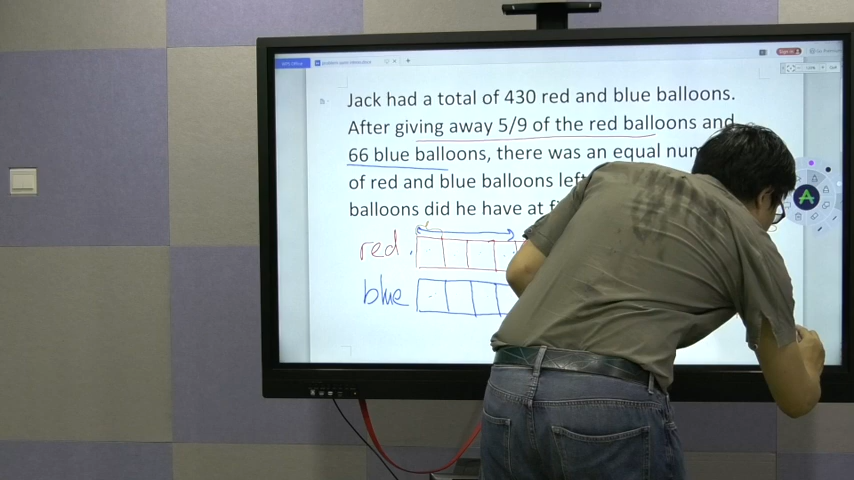 Jack had a total of 430 red and blue balloons.
After giving away 5/9 of the red balloons and
66 blue balloons, there was an equal num
of red and blue balloons left
balloons did he have at fi
red
blue